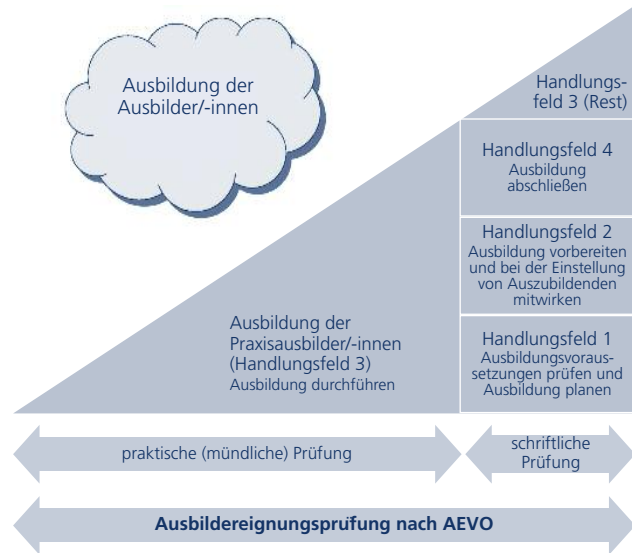 Ausbildung der
Ausbilder/-innen
Handlungs-
feld 3 (Rest)
Handlungsfeld 4
Ausbildung
abschließen
Handlungsfeld 2
Ausbildung vorbereiten
und bei der Einstellung
von Auszubildenden
mitwirken
Ausbildung der
Praxisausbilder/-innen
(Handlungsfeld 3)
Ausbildung durchführen
Handlungsfeld 1
Ausbildungsvoraus-
setzungen prüfen und
Ausbildung planen
praktische (mündliche) Prüfung
schriftliche
Prüfung
Ausbildereignungsprüfung nach AEVO